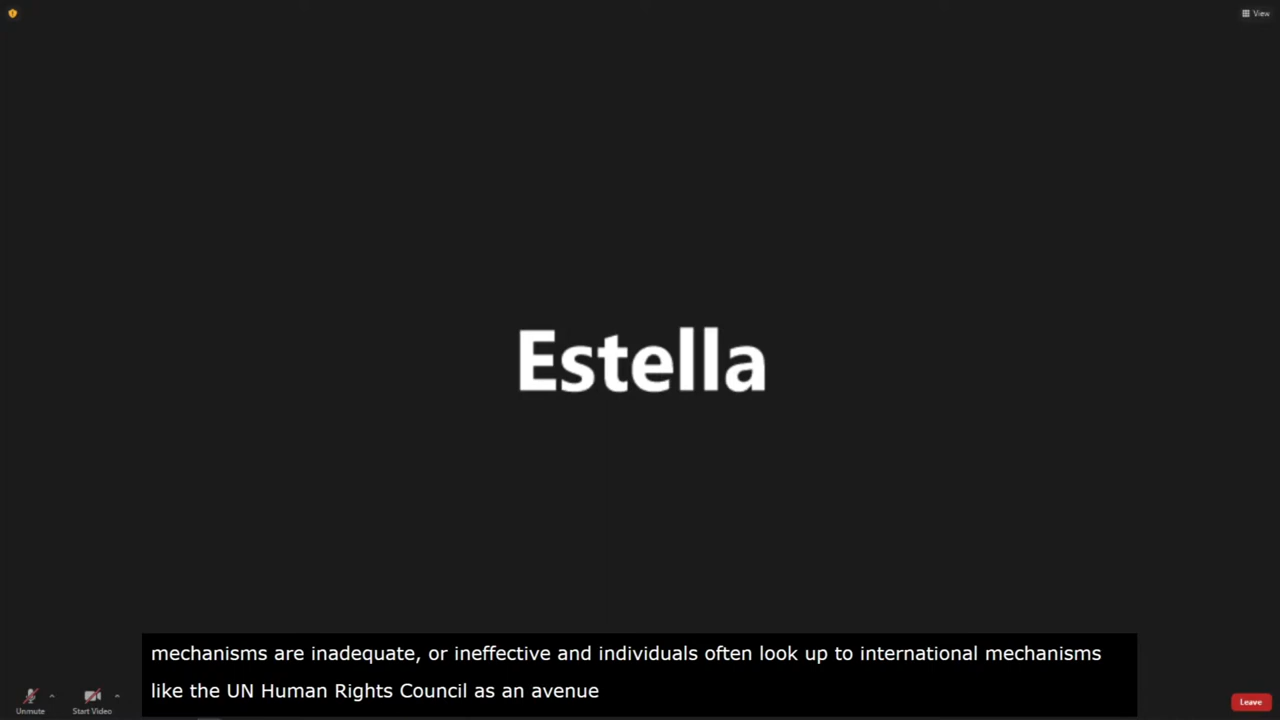 View
Estella
mechanisms are inadequate, or ineffective and individuals often look up to international mechanisms
like the UN Human Rights Council as an avenue
Unmute
Start Video
Leave